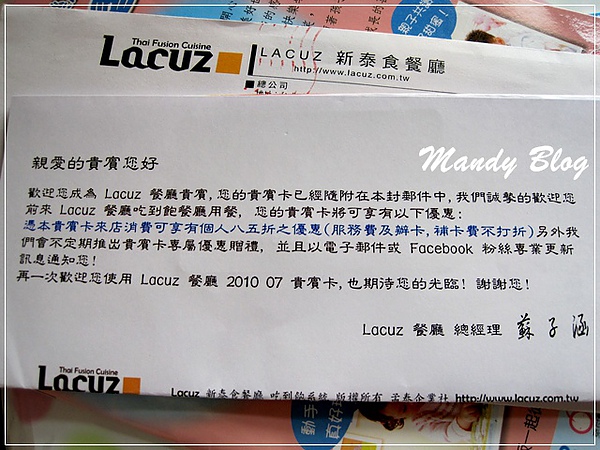 Thai Fusion Cuisine
Lacuz
LACUZ 新泰食餐廳
http://www.lacuz.com.tw
總公司
Mandy Blog
親愛的貴賓您好
歡迎您成為 Lacuz 餐廳貴賓,您的貴賓卡已經隨附在本封郵件中,我們誠摯的歡迎您
前來 Lacuz 餐廳吃到飽餐廳用餐, 您的貴賓卡將可享有以下優惠:
憑本貴賓卡來店消費可享有個人八五折之優惠(服務費及辦卡,補卡費不打折)另外我
們會不定期推出貴賓卡專屬優惠贈禮, 並且以電子郵件或 Facebook 粉絲專業更新
訊息通知您!
再一次歡迎您使用 Lacuz 餐廳 2010 07 貴賓卡,也期待您的光臨! 謝謝您!
Lacuz 餐廳 總經理 蘇子涵
Thai Fusion Cuisine
Lacuz
Lacuz 新泰食餐廳 吃到飽系統 版權所有 芸泰企業社 http://www.lacuz.com.tw